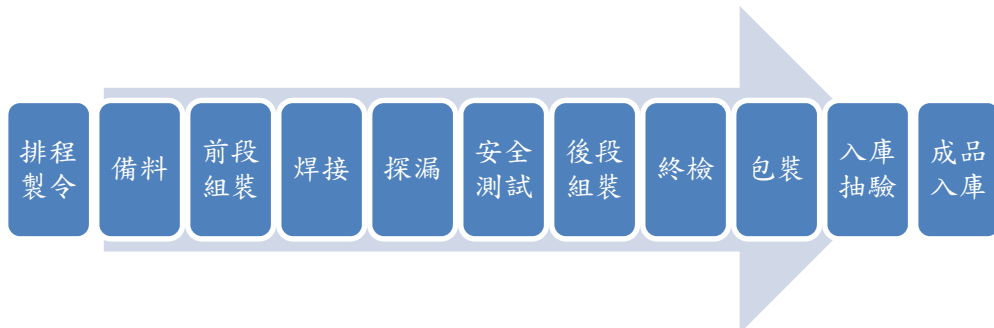 排程
製令
備料
前段
組裝
焊接
探漏
安全
測試
後段
組裝
終檢
包裝
入庫
抽驗
成品
入庫